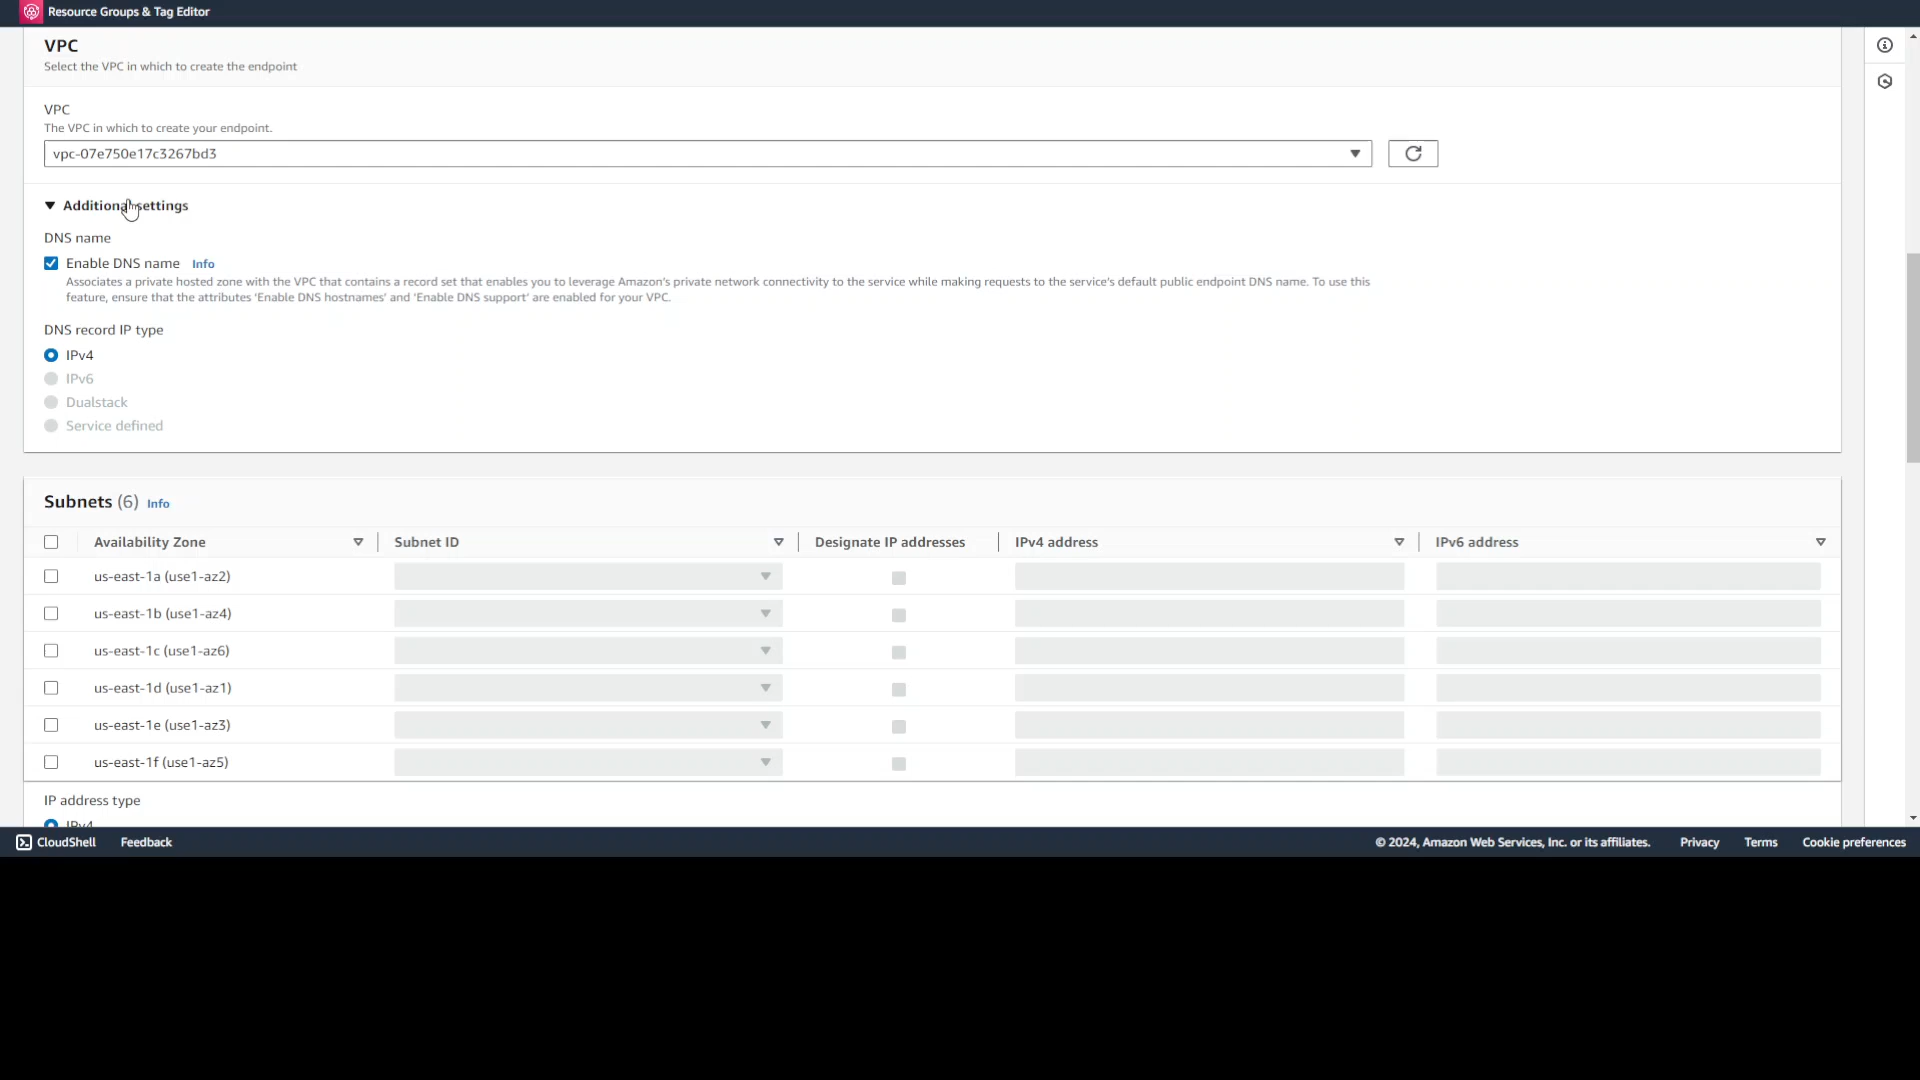 Resource Groups & Tag Editor
VPC
Select the VPC in which to create the endpoint
VPC
The VPC in which to create your endpoint.
vpc-07e750e17c3267bd3
Additional settings
DNS name
Enable DNS name Info
Associates a private hosted zone with the VPC that contains a record set that enables you to leverage Amazon's private network connectivity to the service while making requests to the service's default public endpoint DNS name. To use this
feature, ensure that the attributes 'Enable DNS hostnames' and 'Enable DNS support' are enabled for your VPC.
DNS record IP type
IPv4
IPv6
Dualstack
Service defined
Subnets (6) Info
Availability Zone Subnet ID Designate IP addresses IPv4 address IPv6 address
us-east-1a (use1-az2)
us-east-1b (use1-az4)
us-east-1c (use1-az6)
us-east-1d (use1-az1)
us-east-1e (use1-az3)
us-east-1f (use1-az5)
IP address type
IPv4
CloudShell Feedback © 2024, Amazon Web Services, Inc. or its affiliates. Privacy Terms Cookie preferences